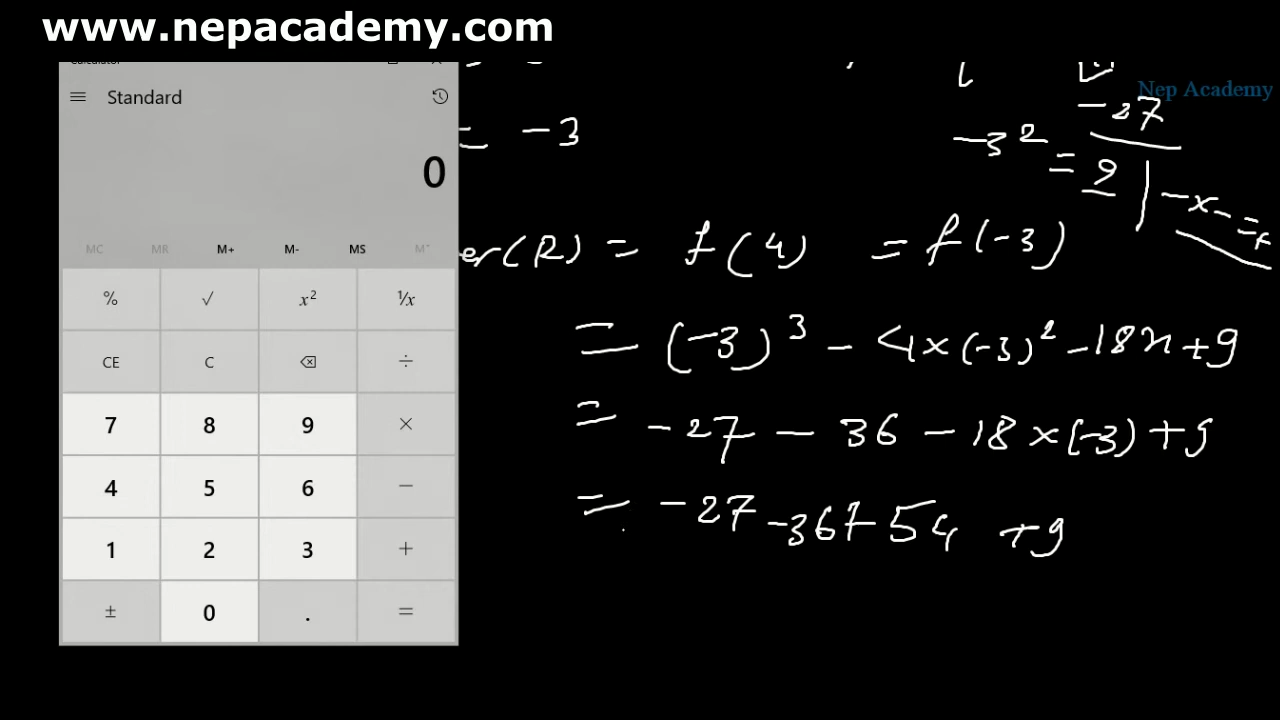 www.nepacademy.com
Standard
Nep Academy
0
= -3
-27
-3² = 9
-x-=+
er(R) = f(4) = f(-3)
= (-3)³ - 4×(-3)² - 18x + 9
= -27 - 36 - 18×(-3) + 9
= -27 -36+54 +9
MC MR M+ M- MS
% √ x² ¹/x
CE C ⌫ ÷
7 8 9 ×
4 5 6 −
1 2 3 +
± 0 . =